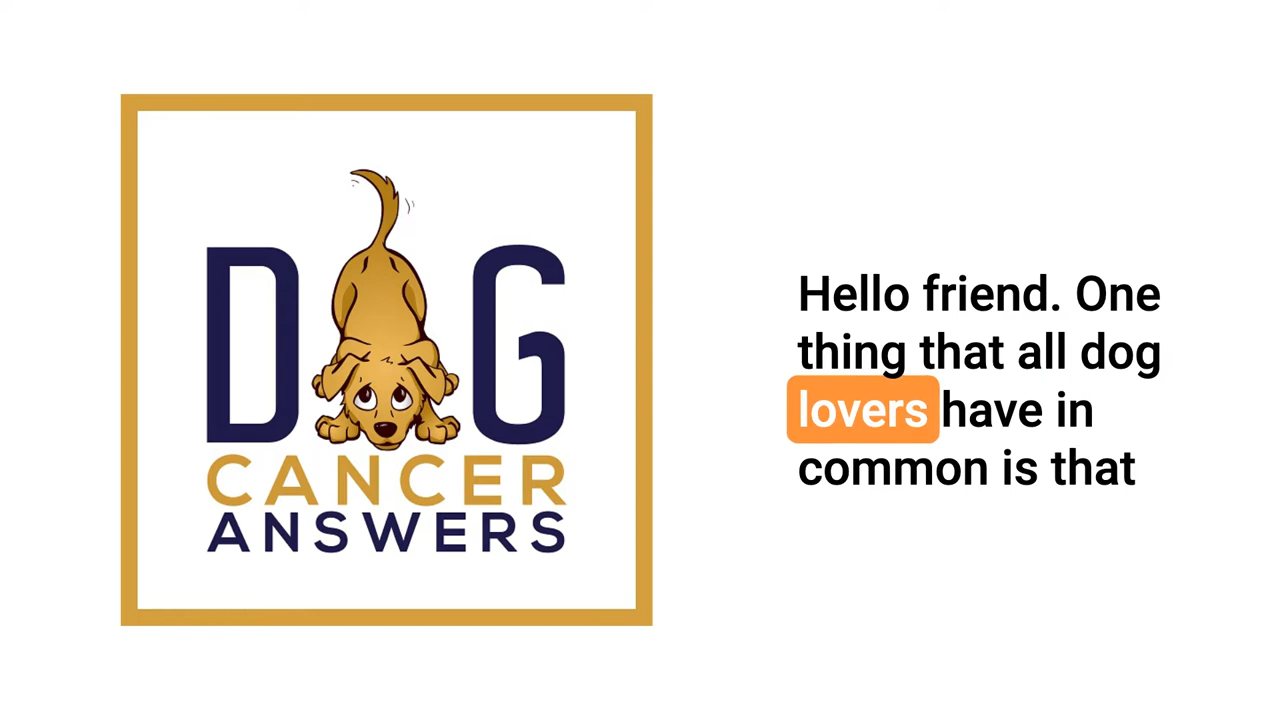 DOG
CANCER
ANSWERS
Hello friend. One
thing that all dog
lovers have in
common is that